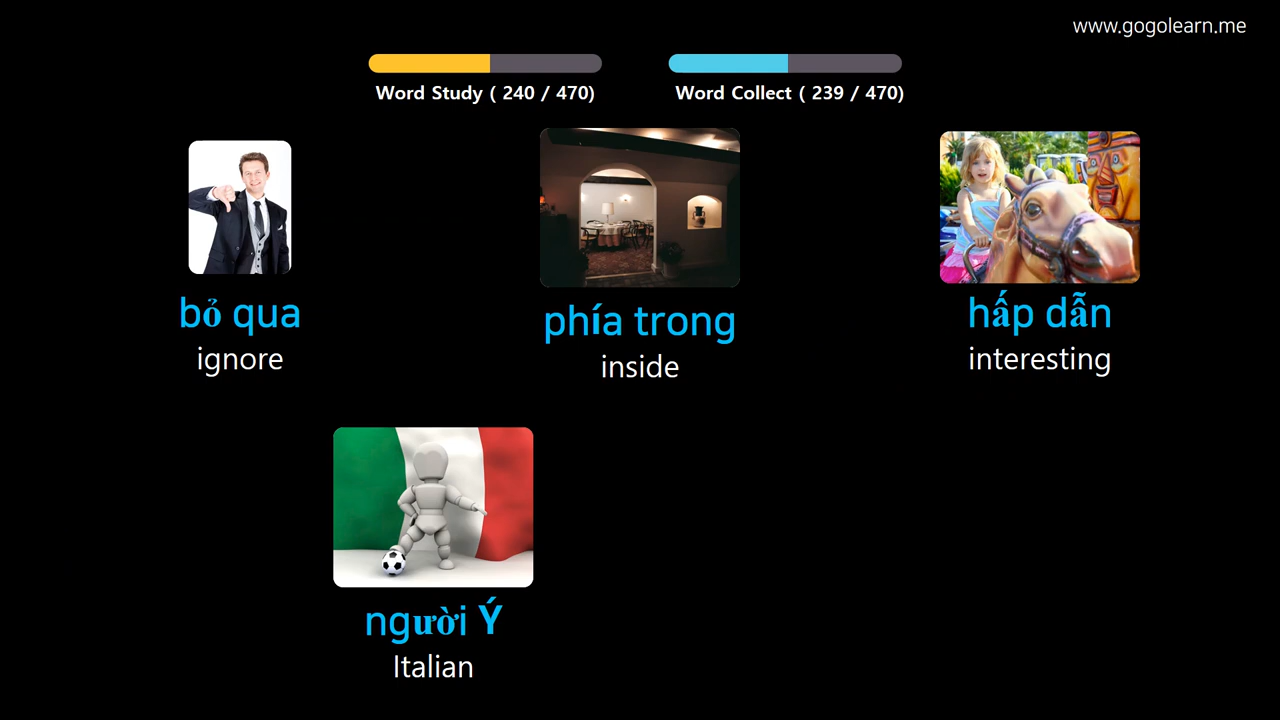 www.gogolearn.me
Word Study ( 240 / 470)
Word Collect ( 239 / 470)
bỏ qua
ignore
phía trong
inside
hấp dẫn
interesting
người Ý
Italian